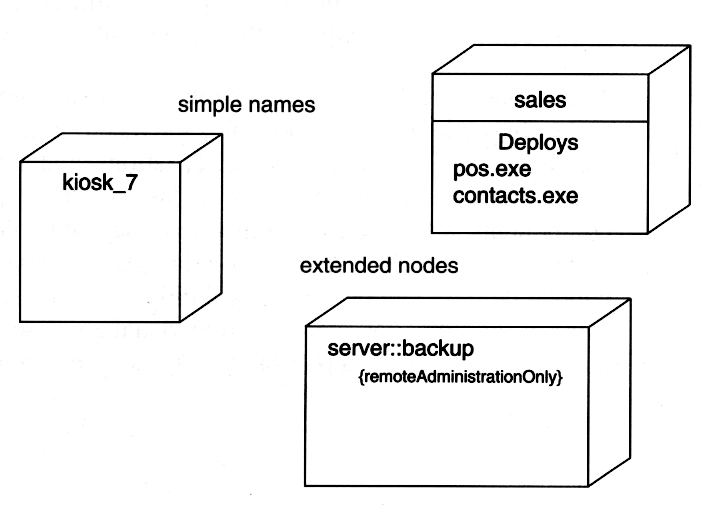 simple names
kiosk_7
sales
Deploys
pos.exe
contacts.exe
extended nodes
server::backup
{remoteAdministrationOnly}